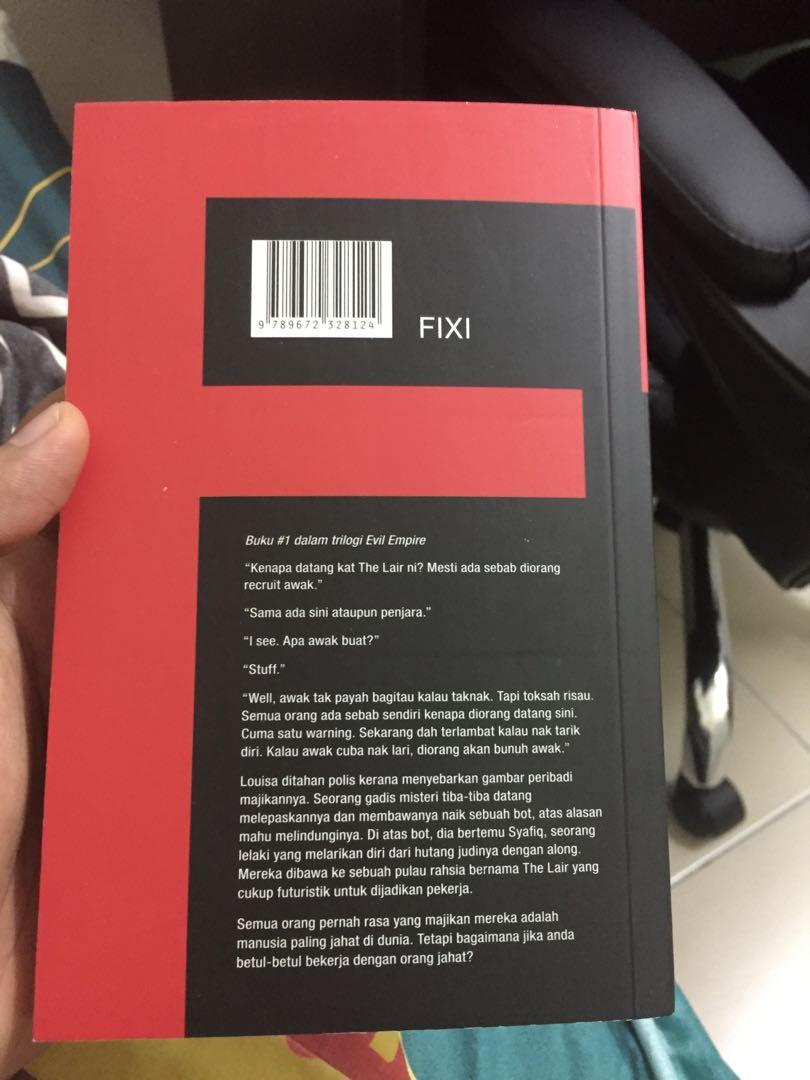 9 789672 328124
FIXI
Buku #1 dalam trilogi Evil Empire
“Kenapa datang kat The Lair ni? Mesti ada sebab diorang
recruit awak.”
“Sama ada sini ataupun penjara.”
“I see. Apa awak buat?”
“Stuff.”
“Well, awak tak payah bagitau kalau taknak. Tapi toksah risau.
Semua orang ada sebab sendiri kenapa diorang datang sini.
Cuma satu warning. Sekarang dah terlambat kalau nak tarik
diri. Kalau awak cuba nak lari, diorang akan bunuh awak.”
Louisa ditahan polis kerana menyebarkan gambar peribadi
majikannya. Seorang gadis misteri tiba-tiba datang
melepaskannya dan membawanya naik sebuah bot, atas alasan
mahu melindunginya. Di atas bot, dia bertemu Syafiq, seorang
lelaki yang melarikan diri dari hutang judinya dengan along.
Mereka dibawa ke sebuah pulau rahsia bernama The Lair yang
cukup futuristik untuk dijadikan pekerja.
Semua orang pernah rasa yang majikan mereka adalah
manusia paling jahat di dunia. Tetapi bagaimana jika anda
betul-betul bekerja dengan orang jahat?